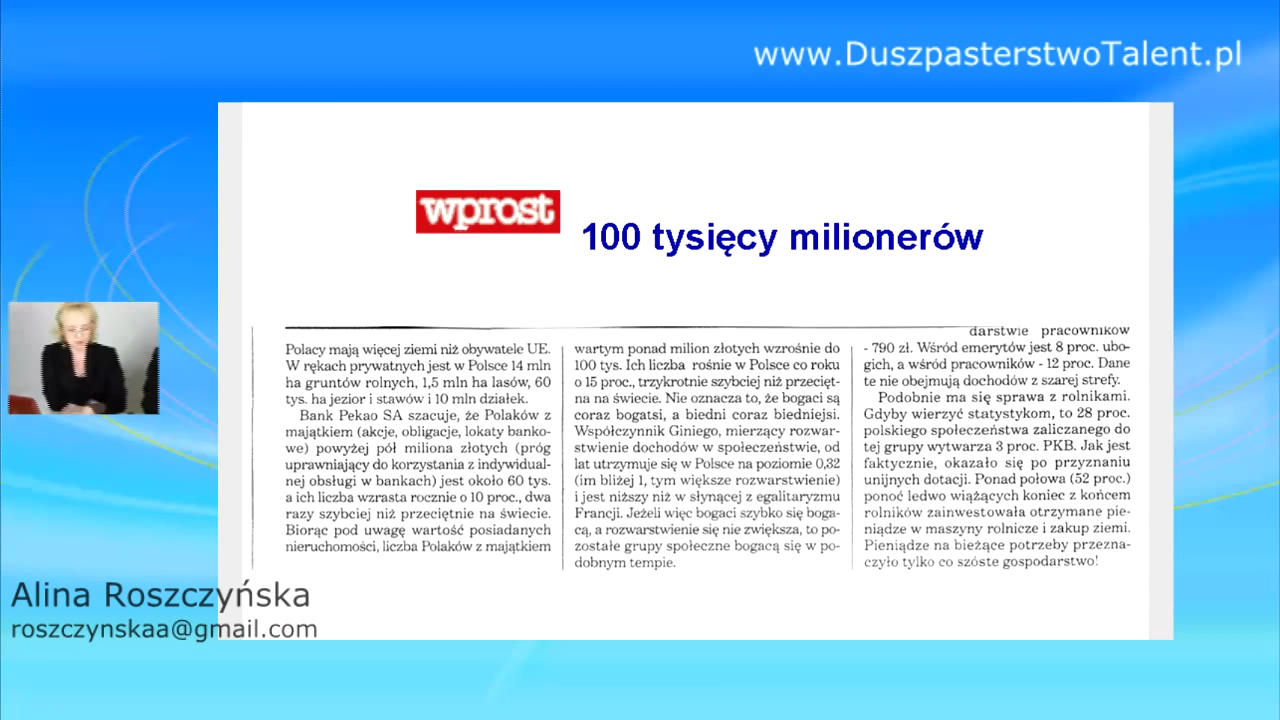 www.DuszpasterstwoTalent.pl
wprost
100 tysięcy milionerów
Polacy mają więcej ziemi niż obywatele UE.
W rękach prywatnych jest w Polsce 14 mln
ha gruntów rolnych, 1,5 mln ha lasów, 60
tys. ha jezior i stawów i 10 mln działek.
Bank Pekao SA szacuje, że Polaków z
majątkiem (akcje, obligacje, lokaty banko-
we) powyżej pół miliona złotych (próg
uprawniający do korzystania z indywidual-
nej obsługi w bankach) jest około 60 tys.
a ich liczba wzrasta rocznie o 10 proc., dwa
razy szybciej niż przeciętnie na świecie.
Biorąc pod uwagę wartość posiadanych
nieruchomości, liczba Polaków z majątkiem
wartym ponad milion złotych wzrośnie do
100 tys. Ich liczba rośnie w Polsce co roku
o 15 proc., trzykrotnie szybciej niż przecięt-
na na świecie. Nie oznacza to, że bogaci są
coraz bogatsi, a biedni coraz biedniejsi.
Współczynnik Giniego, mierzący rozwar-
stwienie dochodów w społeczeństwie, od
lat utrzymuje się w Polsce na poziomie 0,32
(im bliżej 1, tym większe rozwarstwienie)
i jest niższy niż w słynącej z egalitaryzmu
Francji. Jeżeli więc bogaci szybko się boga-
cą, a rozwarstwienie się nie zwiększa, to po-
zostałe grupy społeczne bogacą się w po-
dobnym tempie.
darstwie pracowników
- 790 zł. Wśród emerytów jest 8 proc. ubo-
gich, a wśród pracowników - 12 proc. Dane
te nie obejmują dochodów z szarej strefy.
Podobnie ma się sprawa z rolnikami.
Gdyby wierzyć statystykom, to 28 proc.
polskiego społeczeństwa zaliczanego do
tej grupy wytwarza 3 proc. PKB. Jak jest
faktycznie, okazało się po przyznaniu
unijnych dotacji. Ponad połowa (52 proc.)
ponoć ledwo wiążących koniec z końcem
rolników zainwestowała otrzymane pie-
niądze w maszyny rolnicze i zakup ziemi.
Pieniądze na bieżące potrzeby przezna-
czyło tylko co szóste gospodarstwo!
Alina Roszczyńska
roszczynskaa@gmail.com